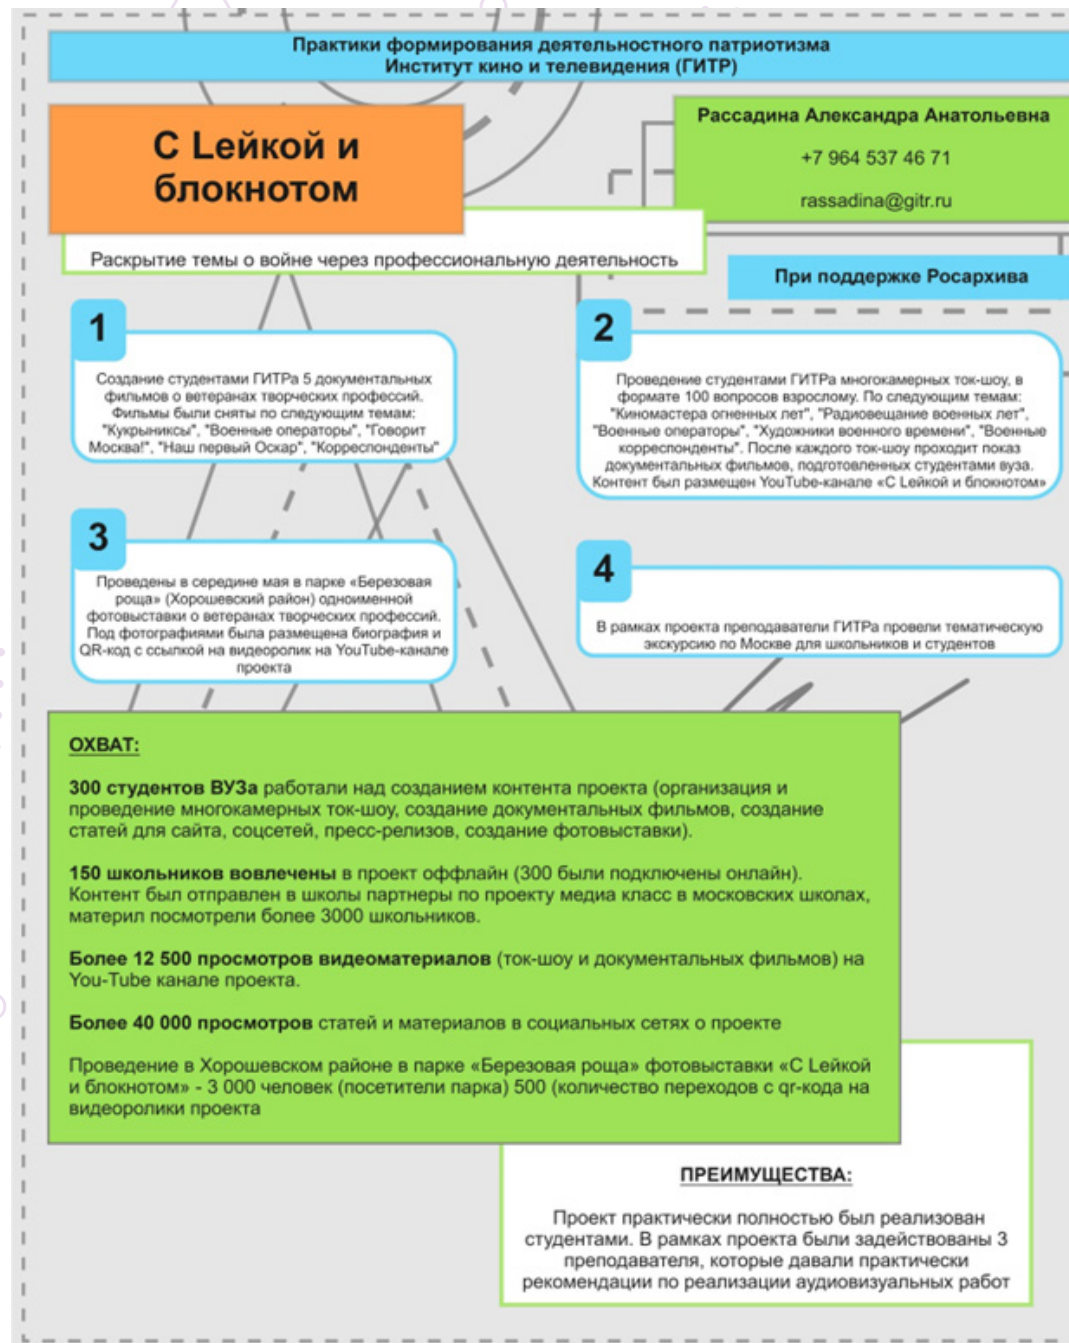 Практики формирования деятельностного патриотизма
Институт кино и телевидения (ГИТР)
С Lейкой и
блокнотом
Рассадина Александра Анатольевна
+7 964 537 46 71
rassadina@gitr.ru
Раскрытие темы о войне через профессиональную деятельность
При поддержке Росархива
1
Создание студентами ГИТРа 5 документальных
фильмов о ветеранах творческих профессий.
Фильмы были сняты по следующим темам:
"Кукрыниксы", "Военные операторы", "Говорит
Москва!", "Наш первый Оскар", "Корреспонденты"
2
Проведение студентами ГИТРа многокамерных ток-шоу, в
формате 100 вопросов взрослому. По следующим темам:
"Киномастера огненных лет", "Радиовещание военных лет",
"Военные операторы", "Художники военного времени", "Военные
корреспонденты". После каждого ток-шоу проходит показ
документальных фильмов, подготовленных студентами вуза.
Контент был размещен YouTube-канале «С Lейкой и блокнотом»
3
Проведены в середине мая в парке «Березовая
роща» (Хорошевский район) одноименной
фотовыставки о ветеранах творческих профессий.
Под фотографиями была размещена биография и
QR-код с ссылкой на видеоролик на YouTube-канале
проекта
4
В рамках проекта преподаватели ГИТРа провели тематическую
экскурсию по Москве для школьников и студентов
ОХВАТ:
300 студентов ВУЗа работали над созданием контента проекта (организация и
проведение многокамерных ток-шоу, создание документальных фильмов, создание
статей для сайта, соцсетей, пресс-релизов, создание фотовыставки).
150 школьников вовлечены в проект оффлайн (300 были подключены онлайн).
Контент был отправлен в школы партнеры по проекту медиа класс в московских школах,
материл посмотрели более 3000 школьников.
Более 12 500 просмотров видеоматериалов (ток-шоу и документальных фильмов) на
You-Tube канале проекта.
Более 40 000 просмотров статей и материалов в социальных сетях о проекте
Проведение в Хорошевском районе в парке «Березовая роща» фотовыставки «С Lейкой
и блокнотом» - 3 000 человек (посетители парка) 500 (количество переходов с qr-кода на
видеоролики проекта
ПРЕИМУЩЕСТВА:
Проект практически полностью был реализован
студентами. В рамках проекта были задействованы 3
преподавателя, которые давали практически
рекомендации по реализации аудиовизуальных работ